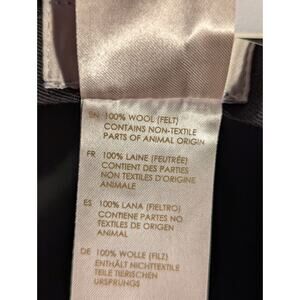 EN 100% WOOL (FELT)
CONTAINS NON-TEXTILE
PARTS OF ANIMAL ORIGIN
FR 100% LAINE (FEUTRÉE)
CONTIENT DES PARTIES
NON TEXTILES D'ORIGINE
ANIMALE
ES 100% LANA (FIELTRO)
CONTIENE PARTES NO
TEXTILES DE ORIGEN
ANIMAL
DE 100% WOLLE (FILZ)
ENTHÄLT NICHTTEXTILE
TEILE TIERISCHEN
URSPRUNGS